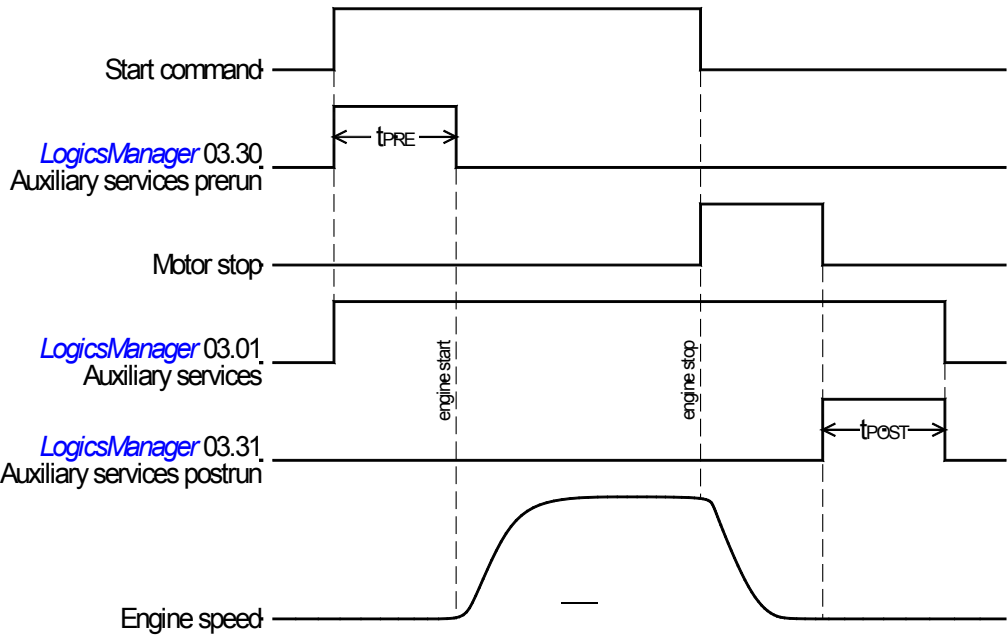 Start command
tPRE
LogicsManager 03.30
Auxiliary services prerun
Motor stop
LogicsManager 03.01
Auxiliary services
engine start
engine stop
tPOST
LogicsManager 03.31
Auxiliary services postrun
Engine speed